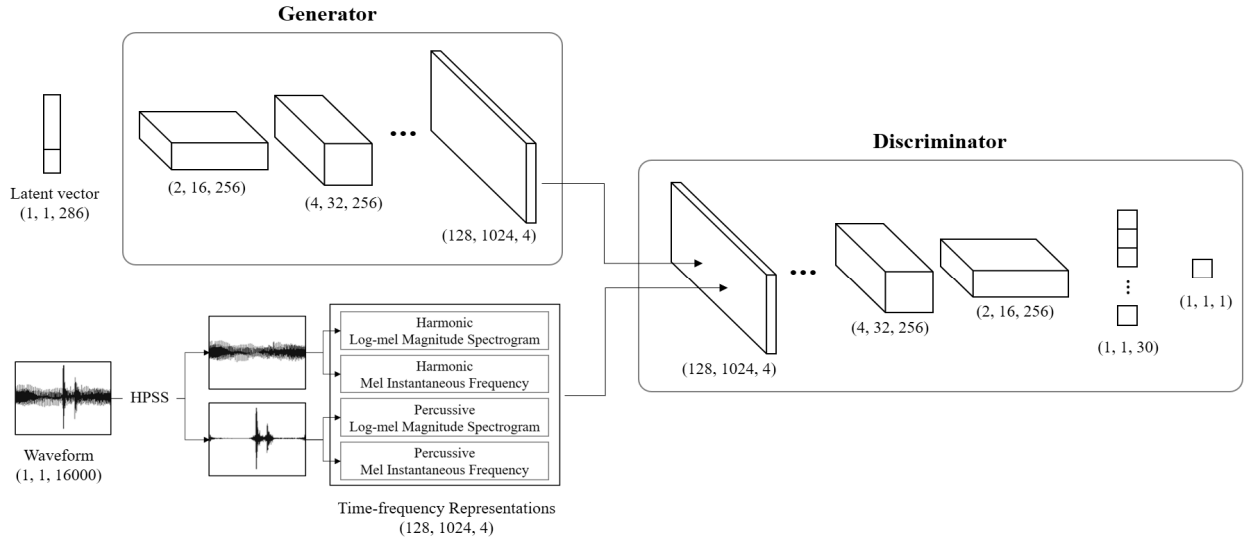 Generator
Latent vector
(1, 1, 286)
(2, 16, 256)
(4, 32, 256)
(128, 1024, 4)
Discriminator
(128, 1024, 4)
(4, 32, 256)
(2, 16, 256)
(1, 1, 30)
(1, 1, 1)
Waveform
(1, 1, 16000)
HPSS
Harmonic
Log-mel Magnitude Spectrogram
Harmonic
Mel Instantaneous Frequency
Percussive
Log-mel Magnitude Spectrogram
Percussive
Mel Instantaneous Frequency
Time-frequency Representations
(128, 1024, 4)